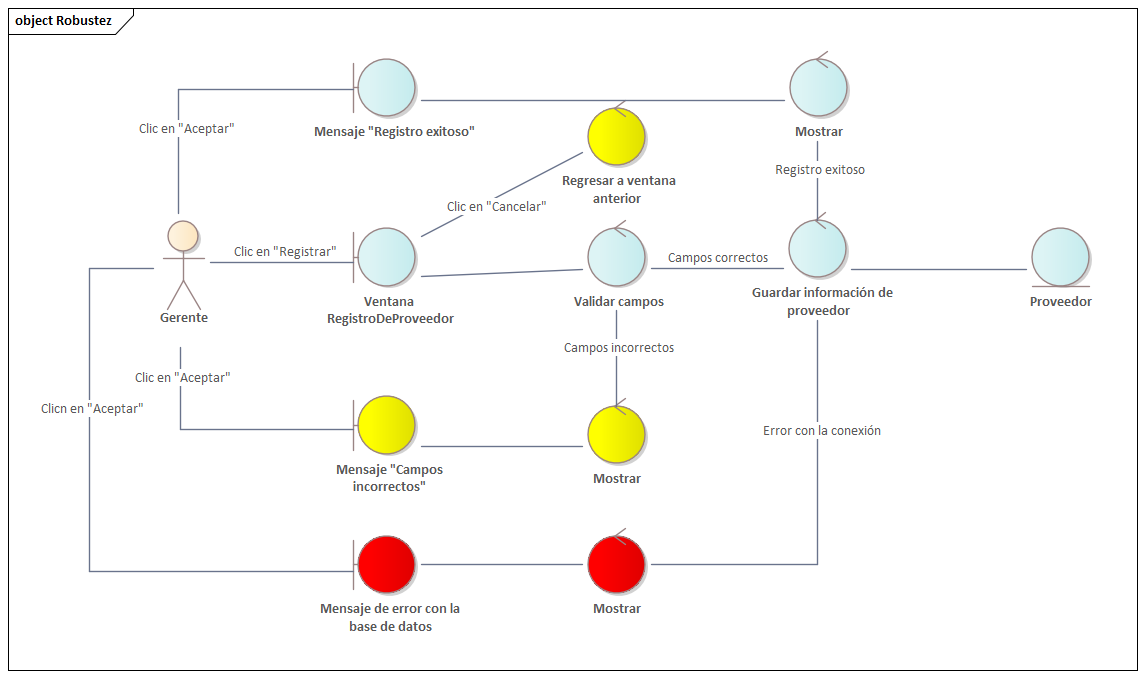 object Robustez
Clic en "Aceptar"
Mensaje "Registro exitoso"
Mostrar
Registro exitoso
Regresar a ventana
anterior
Clic en "Cancelar"
Clic en "Registrar"
Gerente
Ventana
RegistroDeProveedor
Validar campos
Campos correctos
Guardar información de
proveedor
Proveedor
Campos incorrectos
Clic en "Aceptar"
Clicn en "Aceptar"
Error con la conexión
Mensaje "Campos
incorrectos"
Mostrar
Mensaje de error con la
base de datos
Mostrar